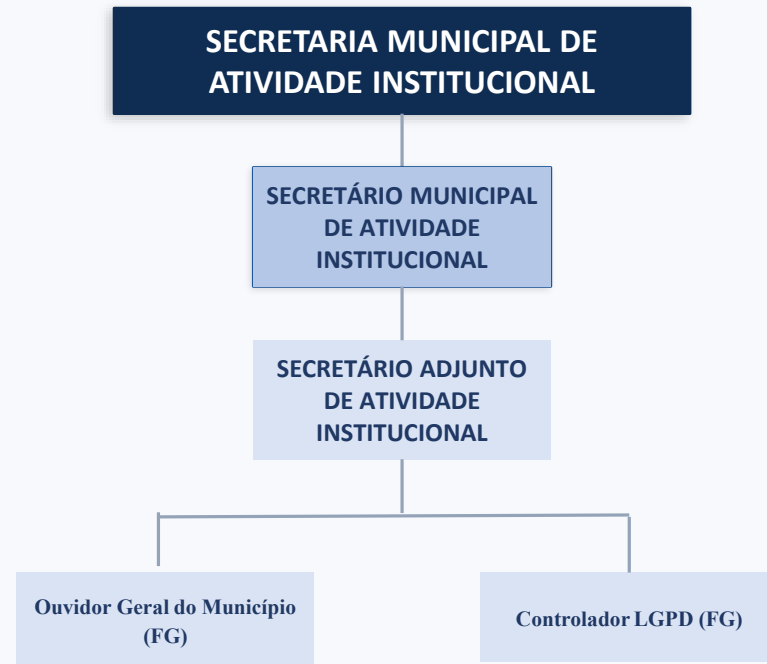 SECRETARIA MUNICIPAL DE
ATIVIDADE INSTITUCIONAL
SECRETÁRIO MUNICIPAL
DE ATIVIDADE
INSTITUCIONAL
SECRETÁRIO ADJUNTO
DE ATIVIDADE
INSTITUCIONAL
Ouvidor Geral do Município
(FG)
Controlador LGPD (FG)